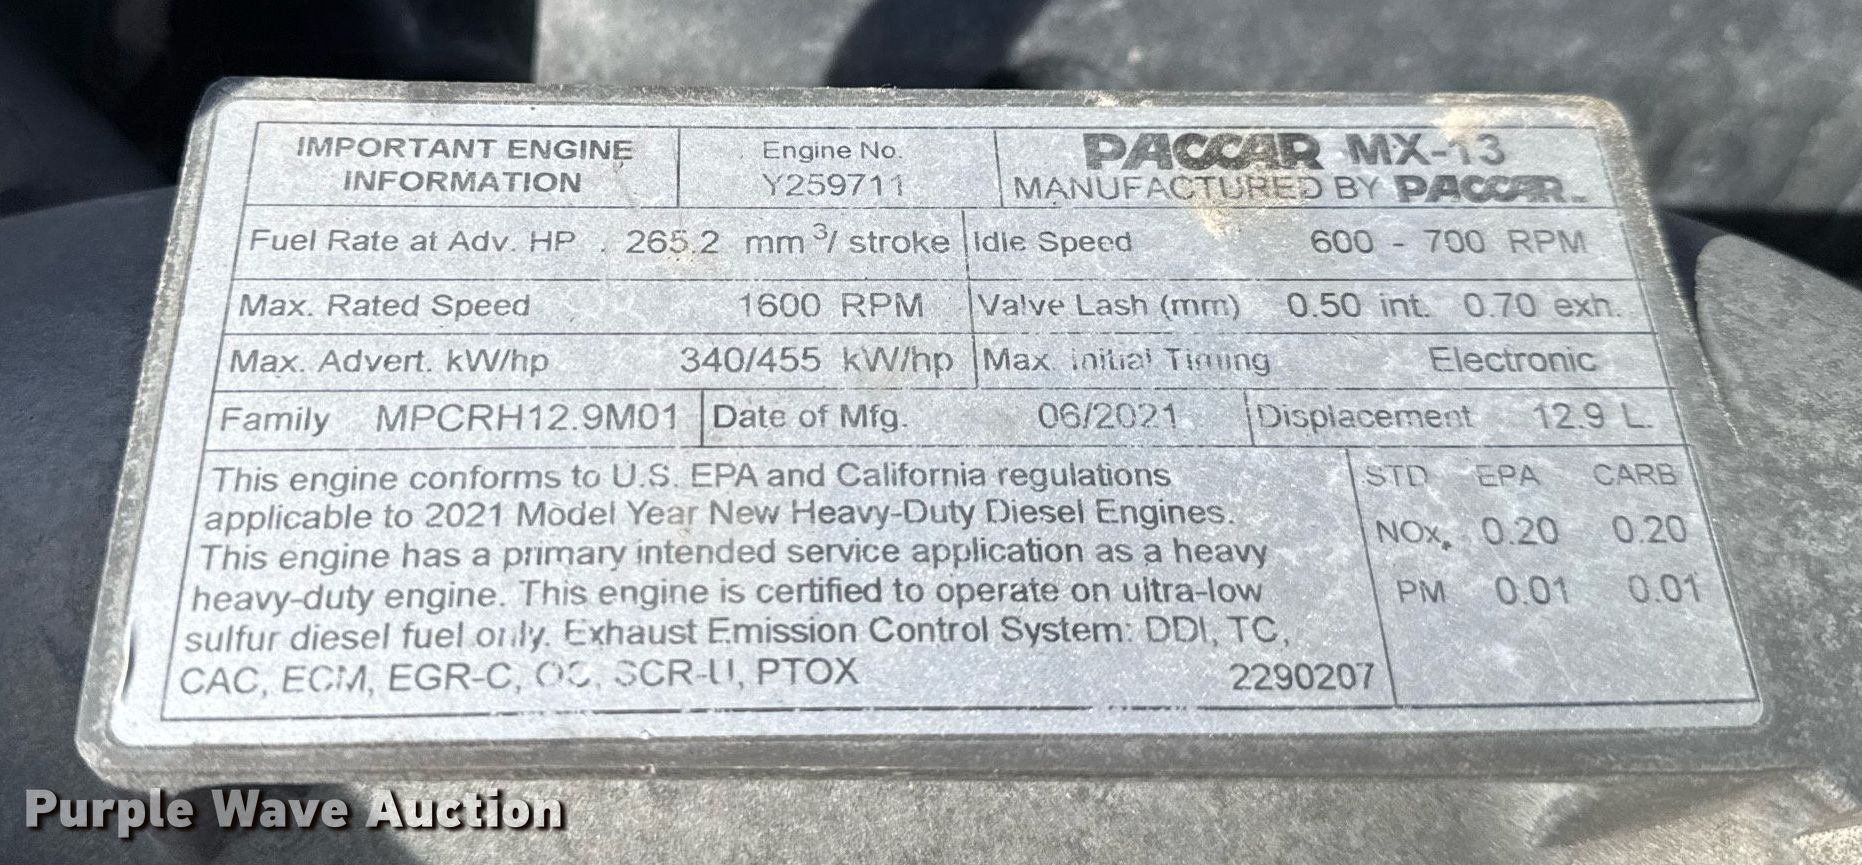 IMPORTANT ENGINE
INFORMATION
Engine No.
Y259711
PACCAR MX-13
MANUFACTURED BY PACCAR
Fuel Rate at Adv. HP 265.2 mm³/ stroke
Idle Speed 600 - 700 RPM
Max. Rated Speed 1600 RPM
Valve Lash (mm) 0.50 int. 0.70 exh.
Max. Advert. kW/hp 340/455 kW/hp
Max. Initial Timing Electronic
Family MPCRH12.9M01
Date of Mfg. 06/2021
Displacement 12.9 L.
This engine conforms to U.S. EPA and California regulations
applicable to 2021 Model Year New Heavy-Duty Diesel Engines.
This engine has a primary intended service application as a heavy
heavy-duty engine. This engine is certified to operate on ultra-low
sulfur diesel fuel only. Exhaust Emission Control System: DDI, TC,
CAC, ECM, EGR-C, OC, SCR-U, PTOX
2290207
STD EPA CARB
NOx 0.20 0.20
PM 0.01 0.01
Purple Wave Auction